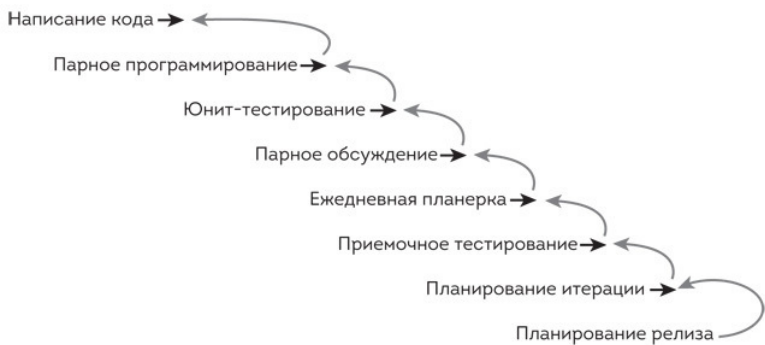 Написание кода
Парное программирование
Юнит-тестирование
Парное обсуждение
Ежедневная планерка
Приемочное тестирование
Планирование итерации
Планирование релиза